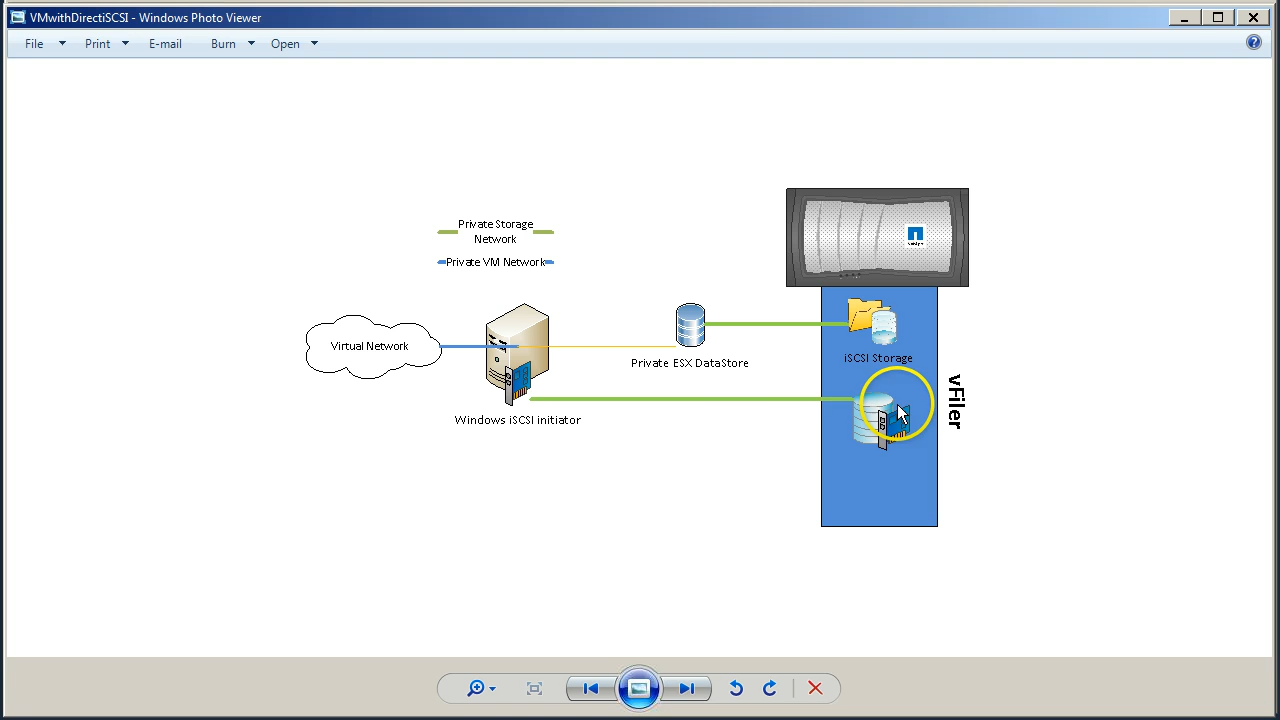 VMwithDirectiSCSI - Windows Photo Viewer
File Print E-mail Burn Open
Private Storage
Network
Private VM Network
Virtual Network
Private ESX DataStore
iSCSI Storage
vFiler
Windows iSCSI initiator